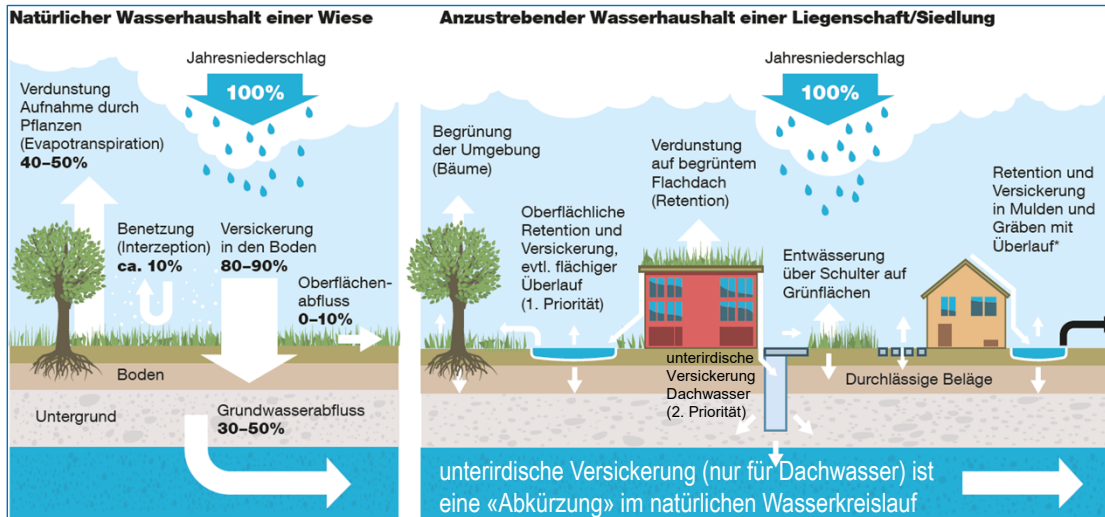 Natürlicher Wasserhaushalt einer Wiese
Jahresniederschlag
100%
Verdunstung
Aufnahme durch
Pflanzen
(Evapotranspiration)
40–50%
Benetzung
(Interzeption)
ca. 10%
Versickerung
in den Boden
80–90%
Oberflächen-
abfluss
0–10%
Boden
Untergrund
Grundwasserabfluss
30–50%
Anzustrebender Wasserhaushalt einer Liegenschaft/Siedlung
Jahresniederschlag
100%
Begrünung
der Umgebung
(Bäume)
Oberflächliche
Retention und
Versickerung,
evtl. flächiger
Überlauf
(1. Priorität)
Verdunstung
auf begrüntem
Flachdach
(Retention)
Entwässerung
über Schulter auf
Grünflächen
Retention und
Versickerung
in Mulden und
Gräben mit
Überlauf*
unterirdische
Versickerung
Dachwasser
(2. Priorität)
Durchlässige Beläge
unterirdische Versickerung (nur für Dachwasser) ist
eine «Abkürzung» im natürlichen Wasserkreislauf